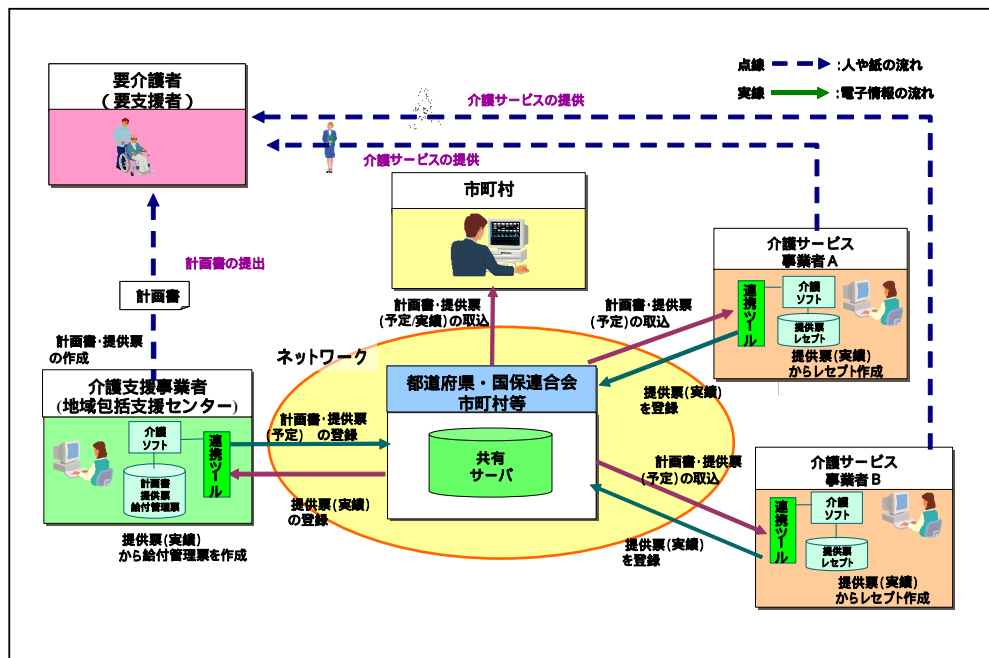 点線
:人や紙の流れ
実線
:電子情報の流れ
要介護者
(要支援者)
介護サービスの提供
介護サービスの提供
市町村
計画書の提出
計画書
計画書・提供票
の作成
介護サービス
事業者A
連携ツール
介護
ソフト
提供票
レセプト
提供票(実績)
からレセプト作成
計画書・提供票
(予定/実績)の取込
計画書・提供票
(予定)の取込
ネットワーク
都道府県・国保連合会
市町村等
共有
サーバ
提供票(実績)
を登録
介護支援事業者
(地域包括支援センター)
介護
ソフト
連携ツール
計画書
提供票
給付管理票
提供票(実績)
から給付管理票を作成
計画書・提供票
(予定) の登録
提供票(実績)
の登録
計画書・提供票
(予定)の取込
提供票(実績)
を登録
介護サービス
事業者B
連携ツール
介護
ソフト
提供票
レセプト
提供票(実績)
からレセプト作成